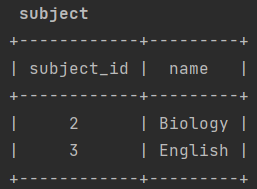 subject
+------------+---------+
| subject_id | name |
+------------+---------+
| 2 | Biology |
| 3 | English |
+------------+---------+